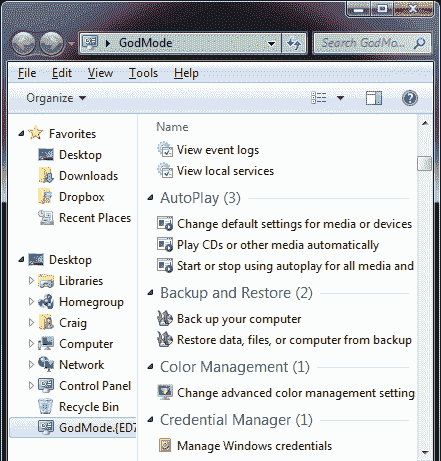 GodMode
Search GodMo...
File Edit View Tools Help
Organize
Favorites
Desktop
Downloads
Dropbox
Recent Places
Desktop
Libraries
Homegroup
Craig
Computer
Network
Control Panel
Recycle Bin
GodMode.{ED7
Name
View event logs
View local services
AutoPlay (3)
Change default settings for media or devices
Play CDs or other media automatically
Start or stop using autoplay for all media and
Backup and Restore (2)
Back up your computer
Restore data, files, or computer from backup
Color Management (1)
Change advanced color management setting
Credential Manager (1)
Manage Windows credentials